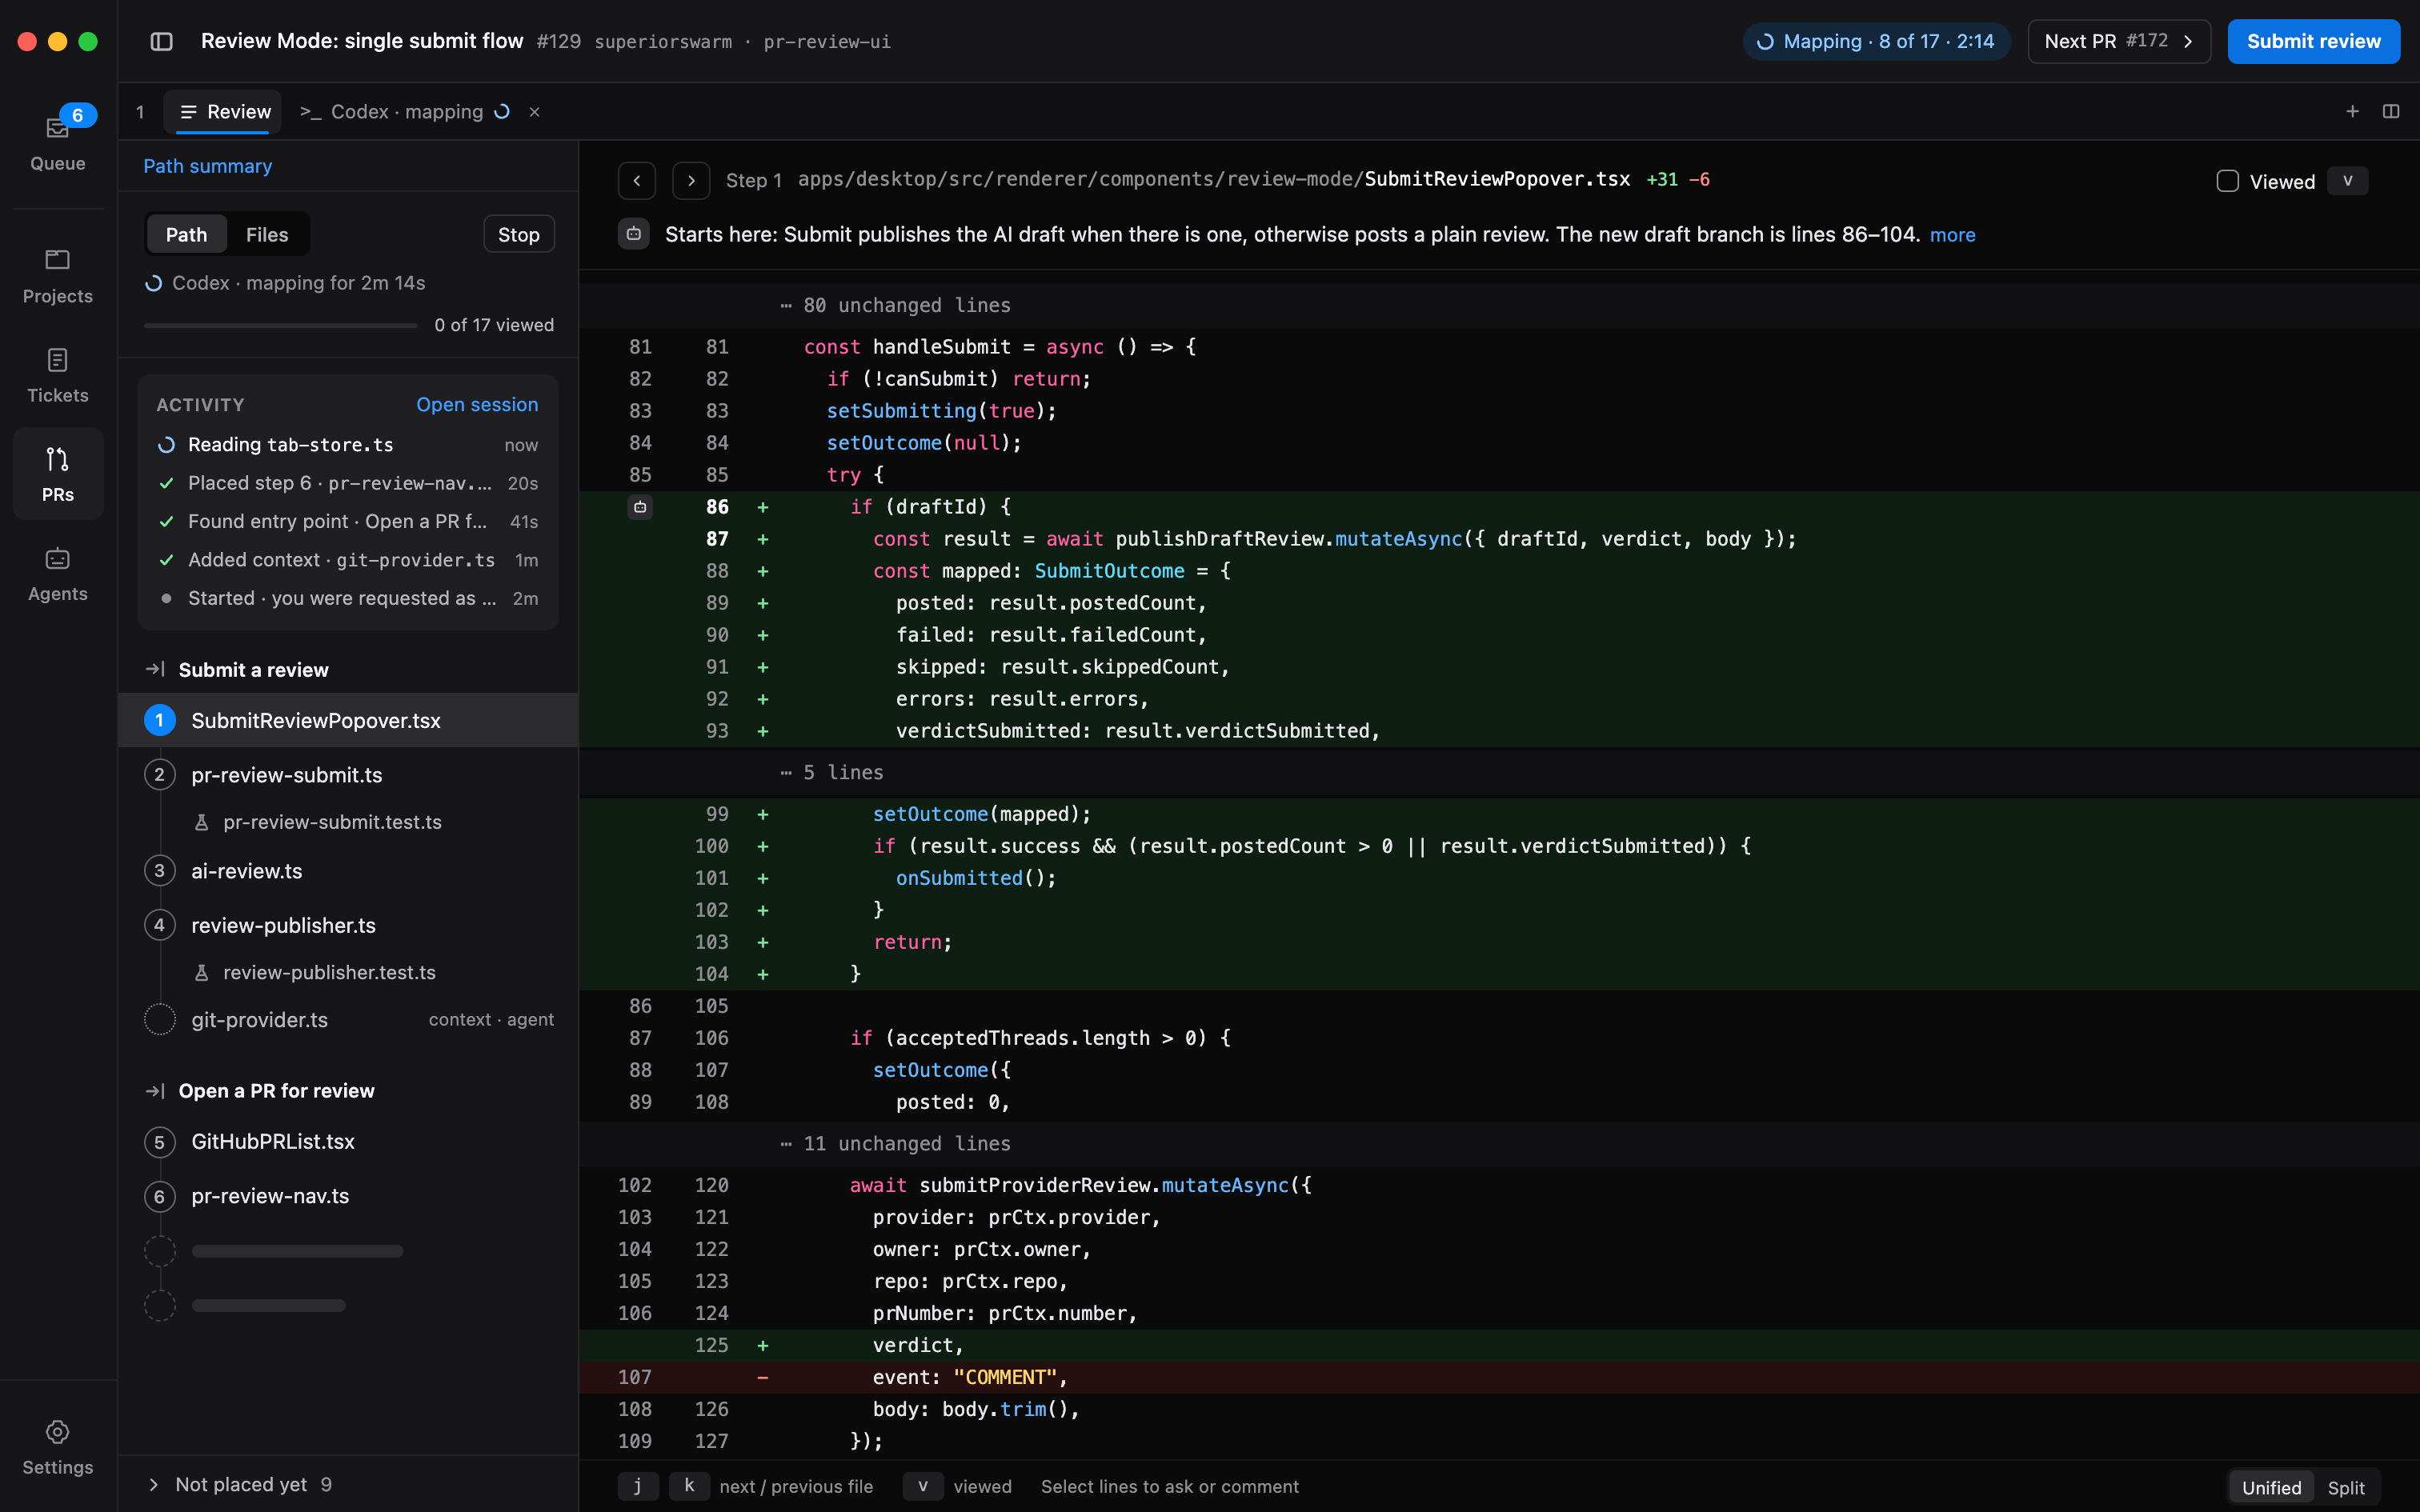 Review Mode: single submit flow #129 superiorswarm · pr-review-ui
Mapping · 8 of 17 · 2:14
Next PR #172
Submit review
6
Queue
Projects
Tickets
PRs
Agents
Settings
1
Review
>_ Codex · mapping
Path summary
Path
Files
Stop
Codex · mapping for 2m 14s
0 of 17 viewed
ACTIVITY
Open session
Reading tab-store.ts now
Placed step 6 · pr-review-nav.... 20s
Found entry point · Open a PR f... 41s
Added context · git-provider.ts 1m
Started · you were requested as ... 2m
Submit a review
1 SubmitReviewPopover.tsx
2 pr-review-submit.ts
pr-review-submit.test.ts
3 ai-review.ts
4 review-publisher.ts
review-publisher.test.ts
git-provider.ts context · agent
Open a PR for review
5 GitHubPRList.tsx
6 pr-review-nav.ts
Not placed yet 9
Step 1 apps/desktop/src/renderer/components/review-mode/SubmitReviewPopover.tsx +31 −6
Viewed v
Starts here: Submit publishes the AI draft when there is one, otherwise posts a plain review. The new draft branch is lines 86–104. more
⋯ 80 unchanged lines
81 81 const handleSubmit = async () => {
82 82 if (!canSubmit) return;
83 83 setSubmitting(true);
84 84 setOutcome(null);
85 85 try {
86 + if (draftId) {
87 + const result = await publishDraftReview.mutateAsync({ draftId, verdict, body });
88 + const mapped: SubmitOutcome = {
89 + posted: result.postedCount,
90 + failed: result.failedCount,
91 + skipped: result.skippedCount,
92 + errors: result.errors,
93 + verdictSubmitted: result.verdictSubmitted,
⋯ 5 lines
99 + setOutcome(mapped);
100 + if (result.success && (result.postedCount > 0 || result.verdictSubmitted)) {
101 + onSubmitted();
102 + }
103 + return;
104 + }
86 105
87 106 if (acceptedThreads.length > 0) {
88 107 setOutcome({
89 108 posted: 0,
⋯ 11 unchanged lines
102 120 await submitProviderReview.mutateAsync({
103 121 provider: prCtx.provider,
104 122 owner: prCtx.owner,
105 123 repo: prCtx.repo,
106 124 prNumber: prCtx.number,
125 + verdict,
107 − event: "COMMENT",
108 126 body: body.trim(),
109 127 });
j k next / previous file v viewed Select lines to ask or comment
Unified Split